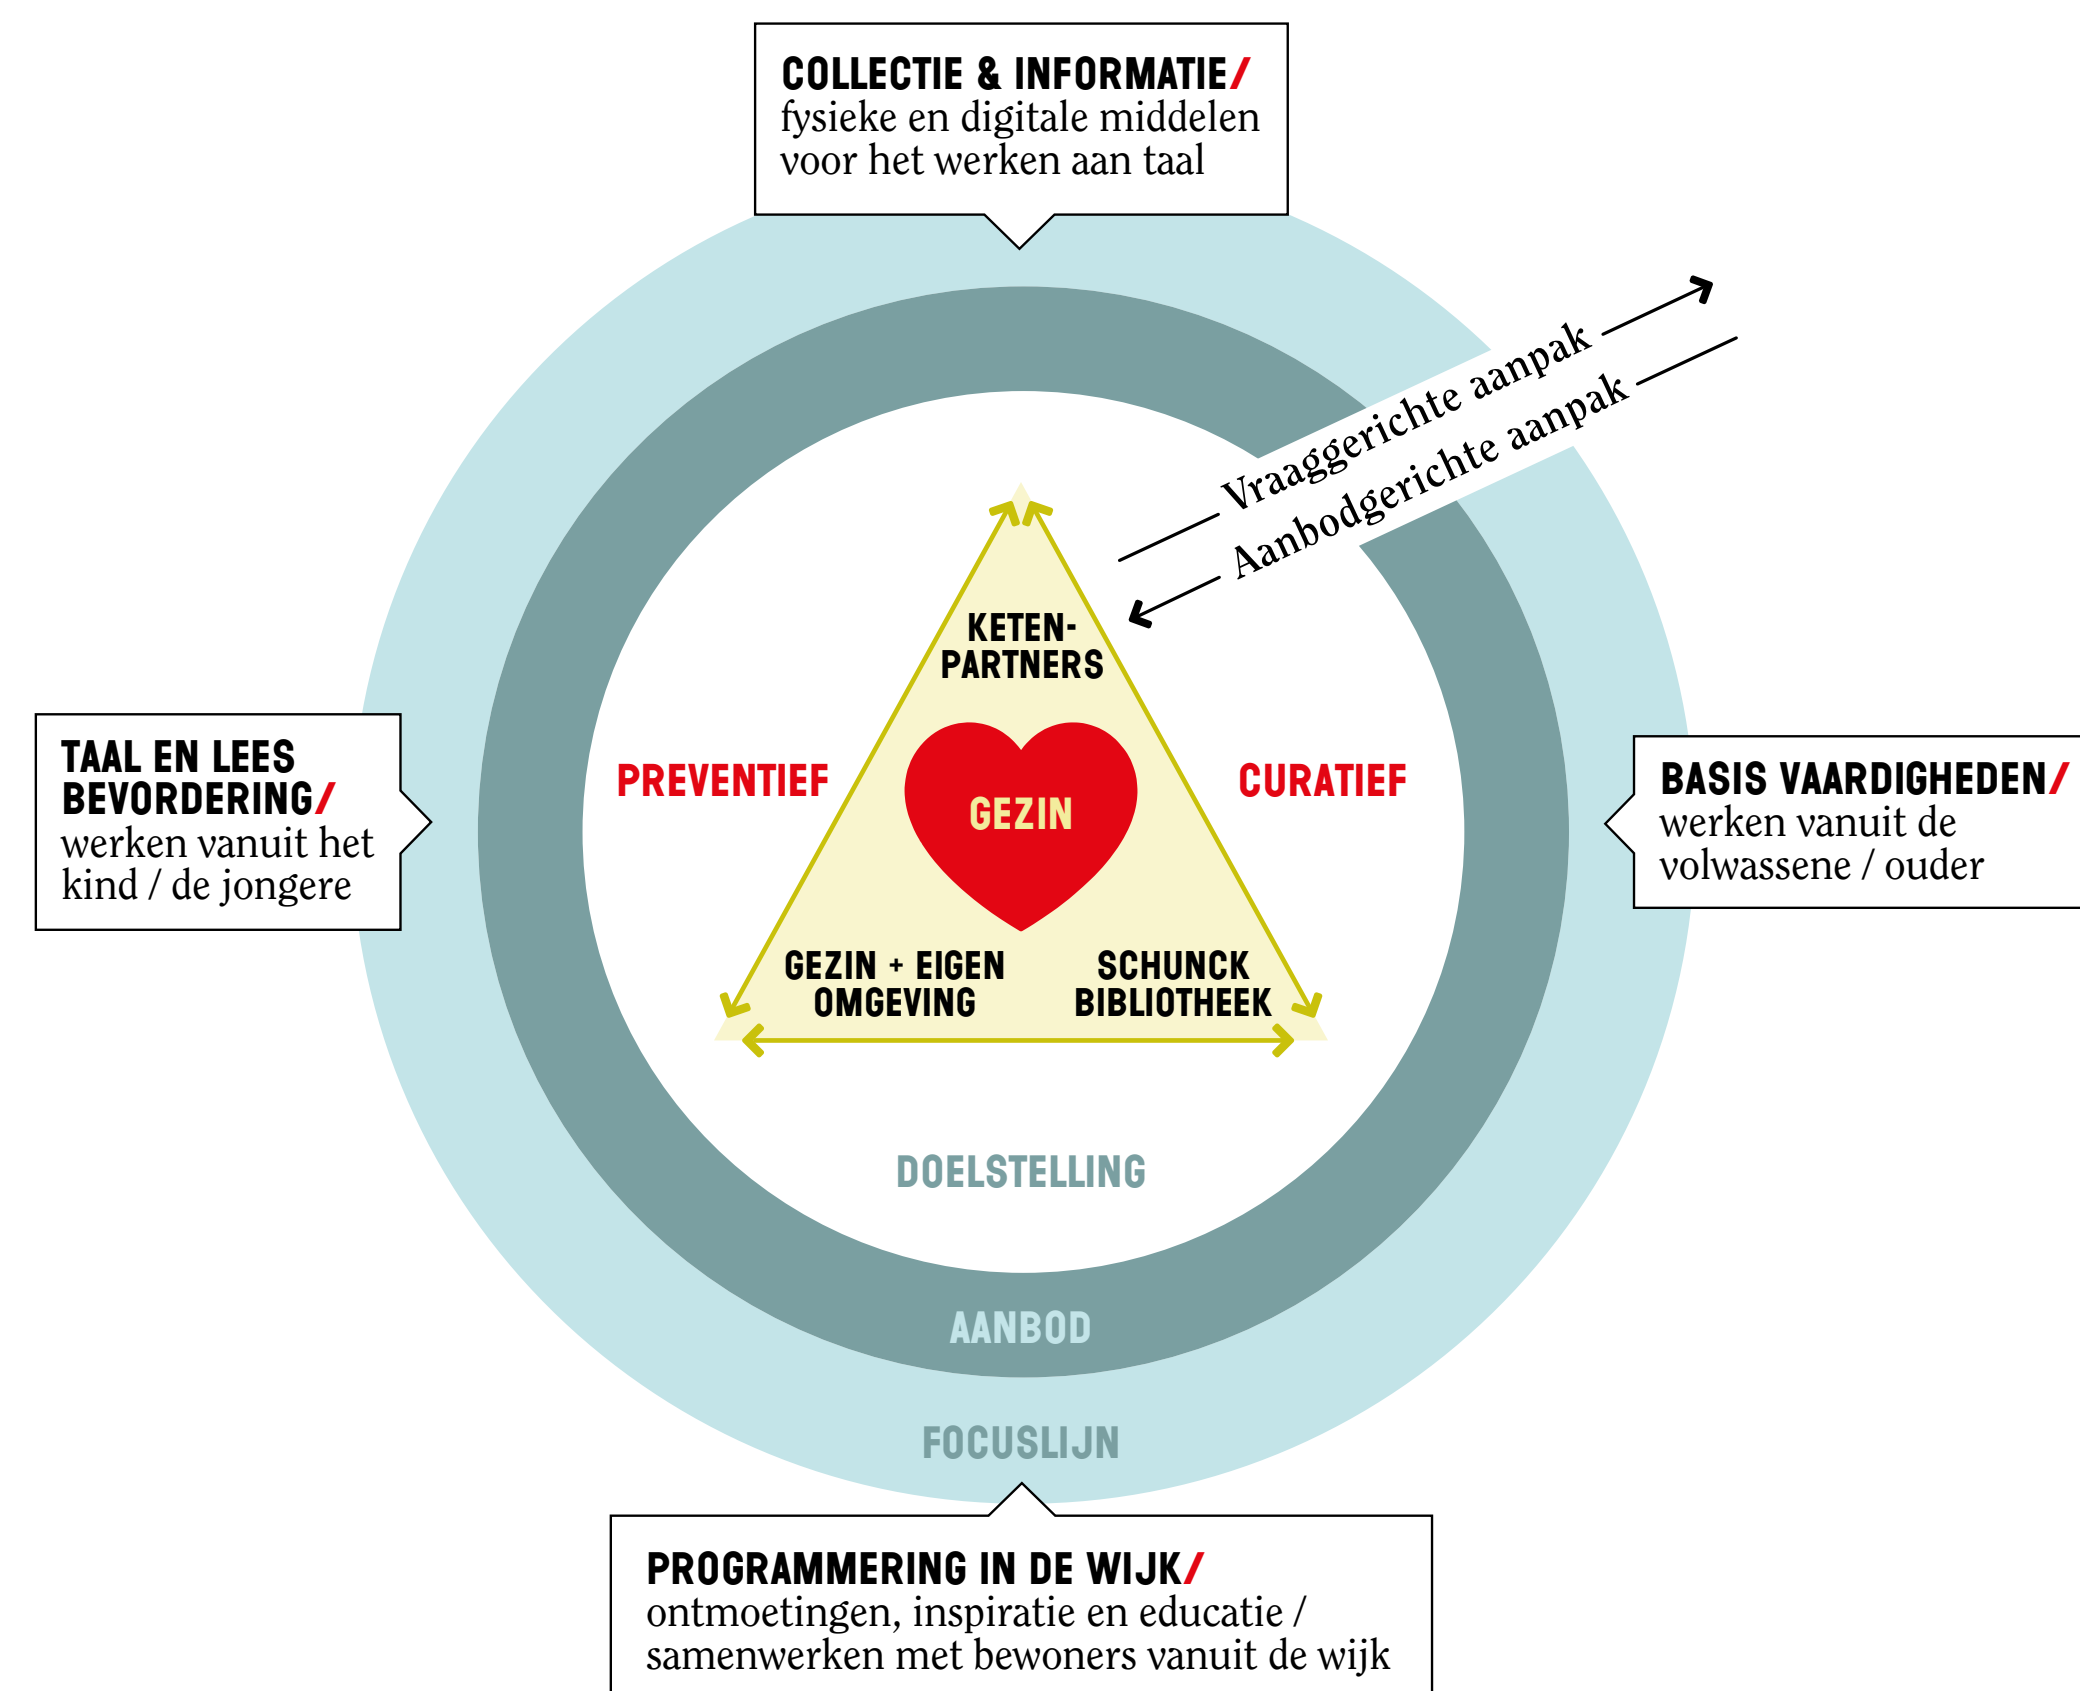 COLLECTIE & INFORMATIE/
fysieke en digitale middelen
voor het werken aan taal
Vraaggerichte aanpak
Aanbodgerichte aanpak
KETEN-
PARTNERS
TAAL EN LEES
BEVORDERING/
werken vanuit het
kind / de jongere
PREVENTIEF
GEZIN
CURATIEF
BASIS VAARDIGHEDEN/
werken vanuit de
volwassene / ouder
GEZIN + EIGEN
OMGEVING
SCHUNCK
BIBLIOTHEEK
DOELSTELLING
AANBOD
FOCUSLIJN
PROGRAMMERING IN DE WIJK/
ontmoetingen, inspiratie en educatie /
samenwerken met bewoners vanuit de wijk